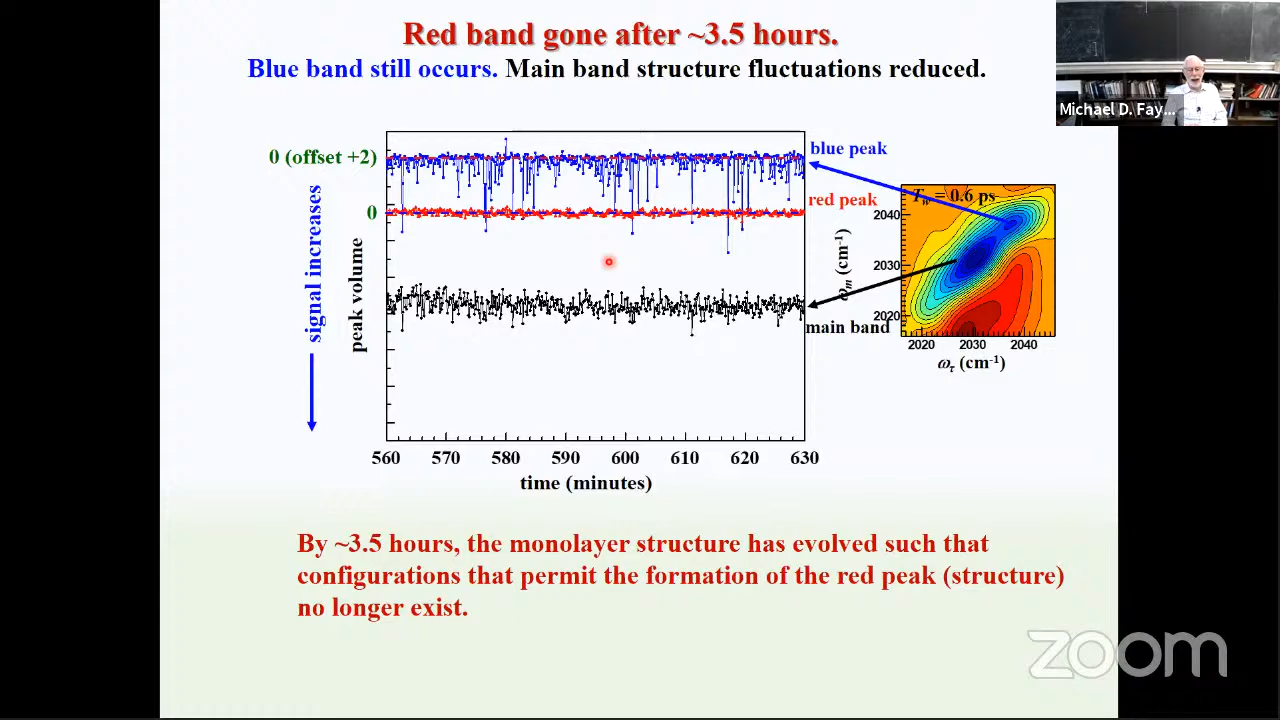 Red band gone after ~3.5 hours.
Blue band still occurs. Main band structure fluctuations reduced.
Michael D. Fay...
0 (offset +2)
0
signal increases
peak volume
blue peak
red peak
main band
560 570 580 590 600 610 620 630
time (minutes)
T_w = 0.6 ps
2040
2030
2020
ω_m (cm⁻¹)
2020 2030 2040
ω_τ (cm⁻¹)
By ~3.5 hours, the monolayer structure has evolved such that
configurations that permit the formation of the red peak (structure)
no longer exist.
zoom